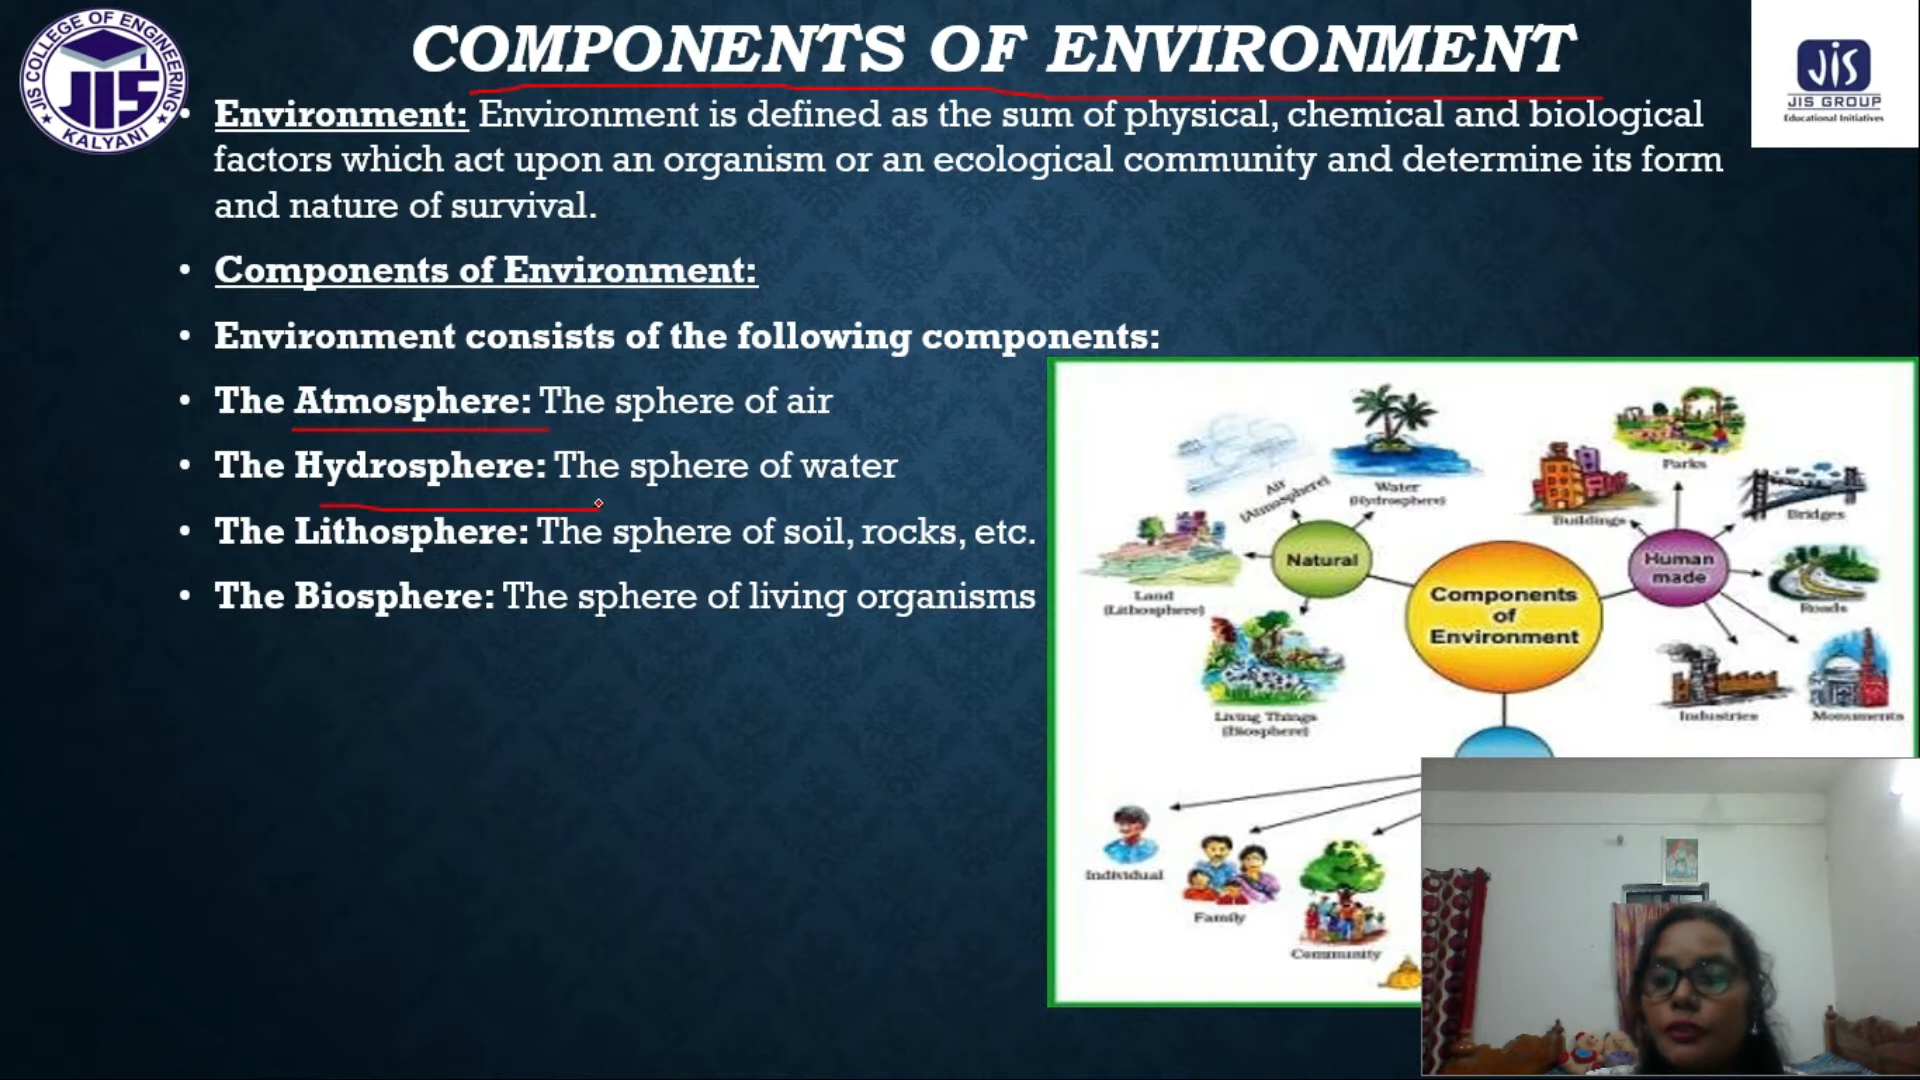 COMPONENTS OF ENVIRONMENT
JIS COLLEGE OF ENGINEERING
★ KALYANI ★
JIS
JIS
JIS GROUP
Educational Initiatives
• Environment: Environment is defined as the sum of physical, chemical and biological
factors which act upon an organism or an ecological community and determine its form
and nature of survival.
• Components of Environment:
• Environment consists of the following components:
• The Atmosphere: The sphere of air
• The Hydrosphere: The sphere of water
• The Lithosphere: The sphere of soil, rocks, etc.
• The Biosphere: The sphere of living organisms
Parks
Air
(Atmosphere)
Water
(Hydrosphere)
Buildings
Bridges
Natural
Human
made
Land
(Lithosphere)
Components
of
Environment
Roads
Living Things
(Biosphere)
Industries
Monuments
Individual
Family
Community